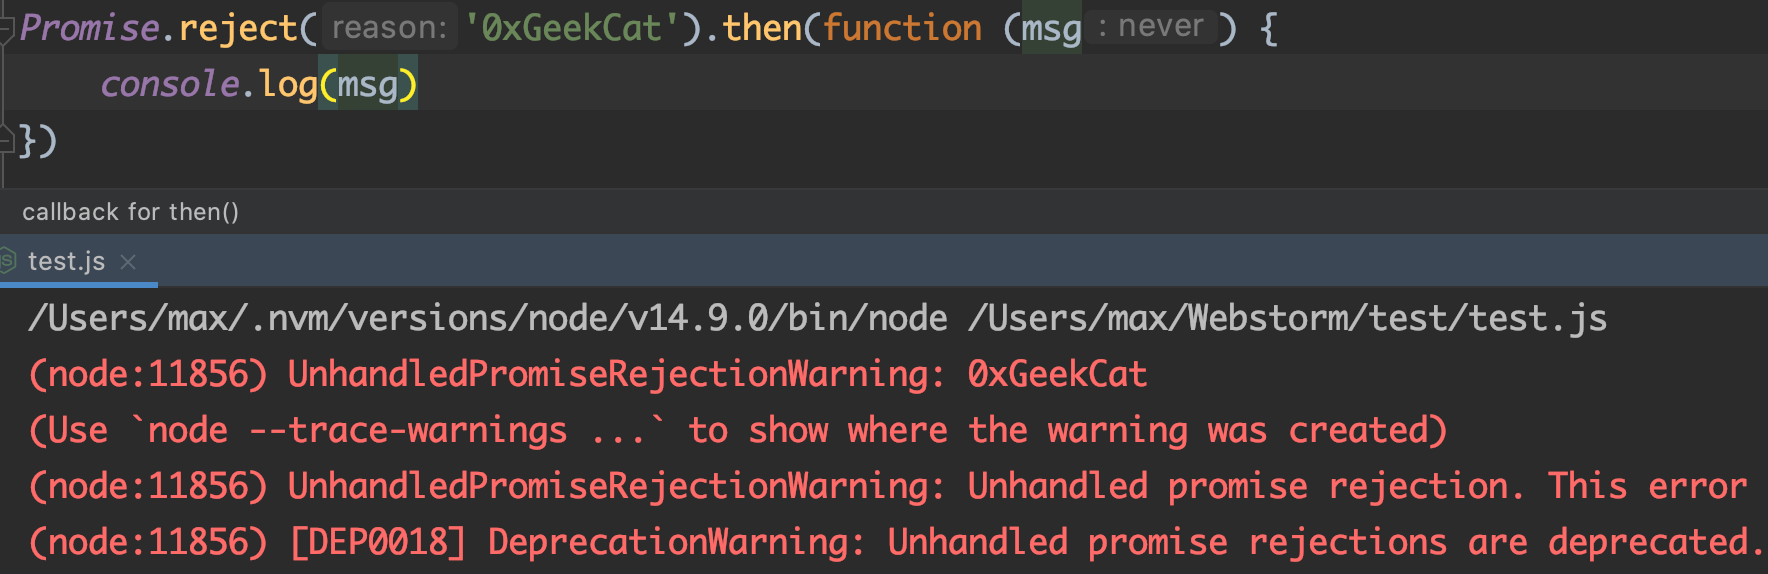 Promise.reject( reason: '0xGeekCat').then(function (msg : never ) {
console.log(msg)
})
callback for then()
JS test.js ×
/Users/max/.nvm/versions/node/v14.9.0/bin/node /Users/max/Webstorm/test/test.js
(node:11856) UnhandledPromiseRejectionWarning: 0xGeekCat
(Use `node --trace-warnings ...` to show where the warning was created)
(node:11856) UnhandledPromiseRejectionWarning: Unhandled promise rejection. This error
(node:11856) [DEP0018] DeprecationWarning: Unhandled promise rejections are deprecated.